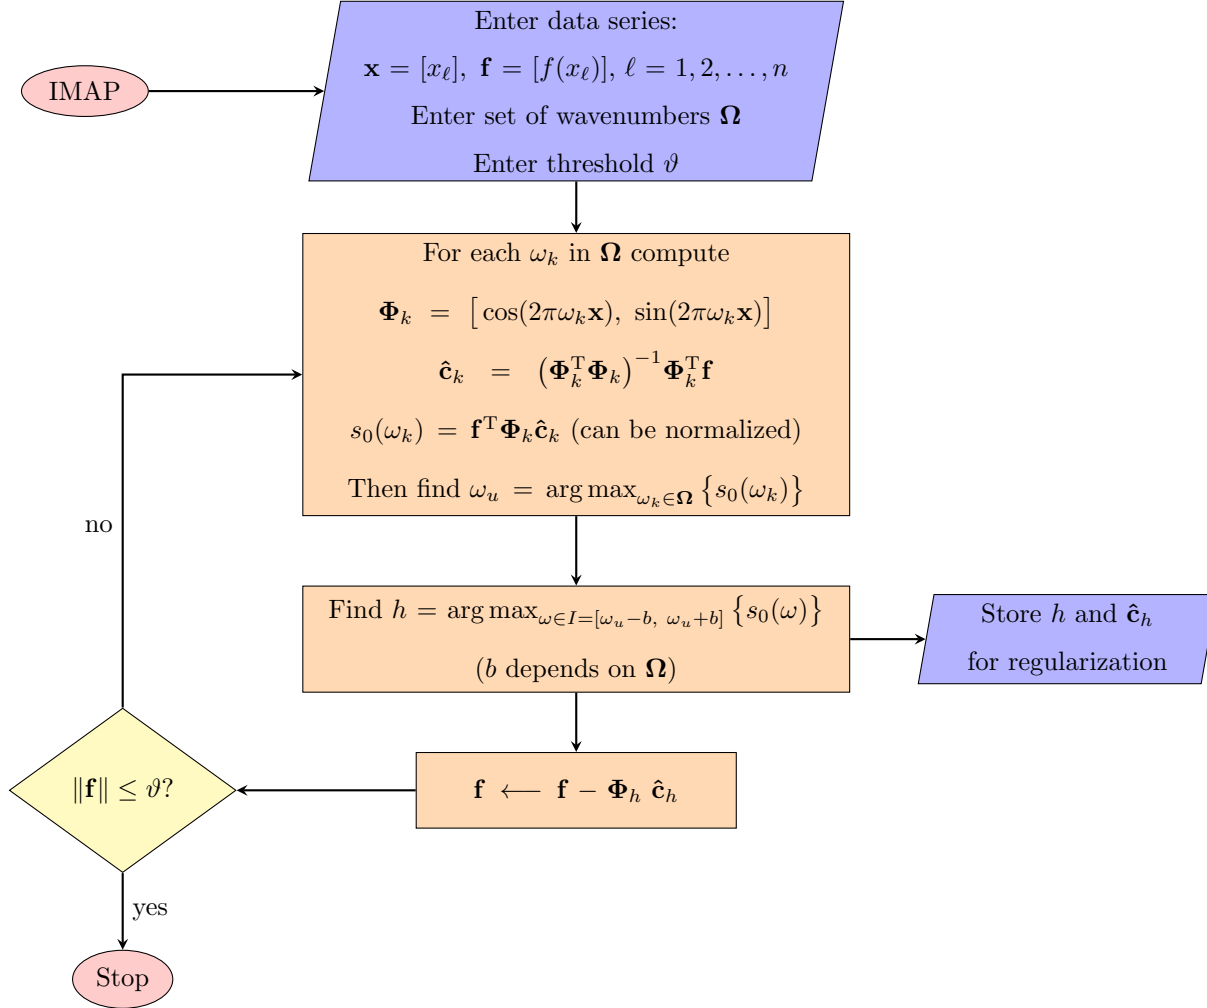 IMAP
Enter data series:
𝐱 = [x_ℓ], 𝐟 = [f(x_ℓ)], ℓ = 1, 2, …, n
Enter set of wavenumbers 𝛀
Enter threshold ϑ
For each ω_k in 𝛀 compute
𝚽_k = [cos(2πω_k𝐱), sin(2πω_k𝐱)]
𝐜̂_k = (𝚽_k^T 𝚽_k)^{−1} 𝚽_k^T 𝐟
s_0(ω_k) = 𝐟^T 𝚽_k 𝐜̂_k (can be normalized)
Then find ω_u = arg max_{ω_k∈𝛀} {s_0(ω_k)}
no
Find h = arg max_{ω∈I=[ω_u−b, ω_u+b]} {s_0(ω)}
(b depends on 𝛀)
Store h and 𝐜̂_h
for regularization
𝐟 ⟵ 𝐟 − 𝚽_h 𝐜̂_h
‖𝐟‖ ≤ ϑ?
yes
Stop